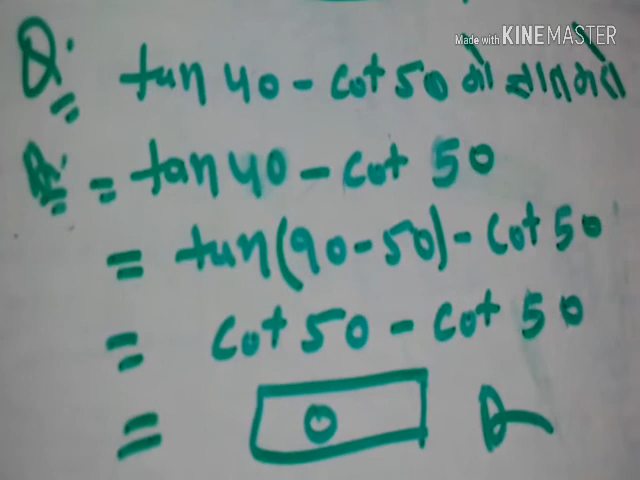 Made with KINEMASTER
Q: tan 40 - cot 50 को ज्ञात करो
= tan 40 - cot 50
= tan(90-50) - cot 50
= cot 50 - cot 50
= 0